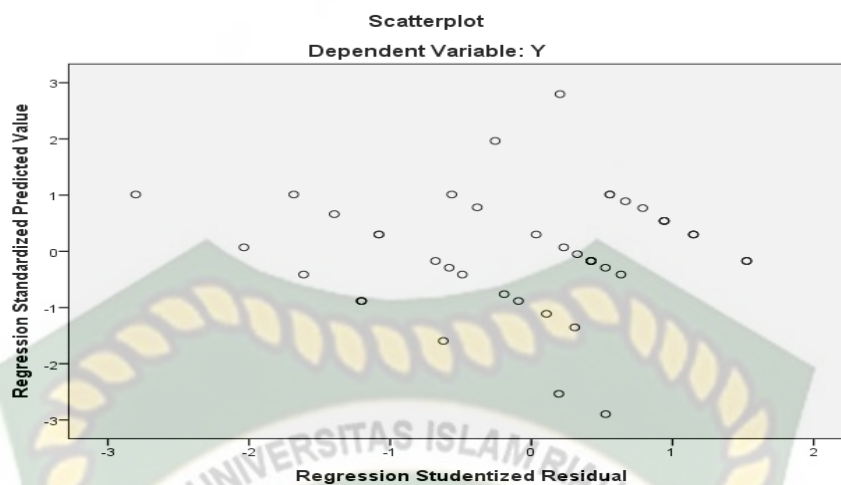 Scatterplot
Dependent Variable: Y
Regression Standardized Predicted Value
3
2
1
0
-1
-2
-3
-3 -2 -1 0 1 2
UNIVERSITAS ISLAM RIAU
Regression Studentized Residual